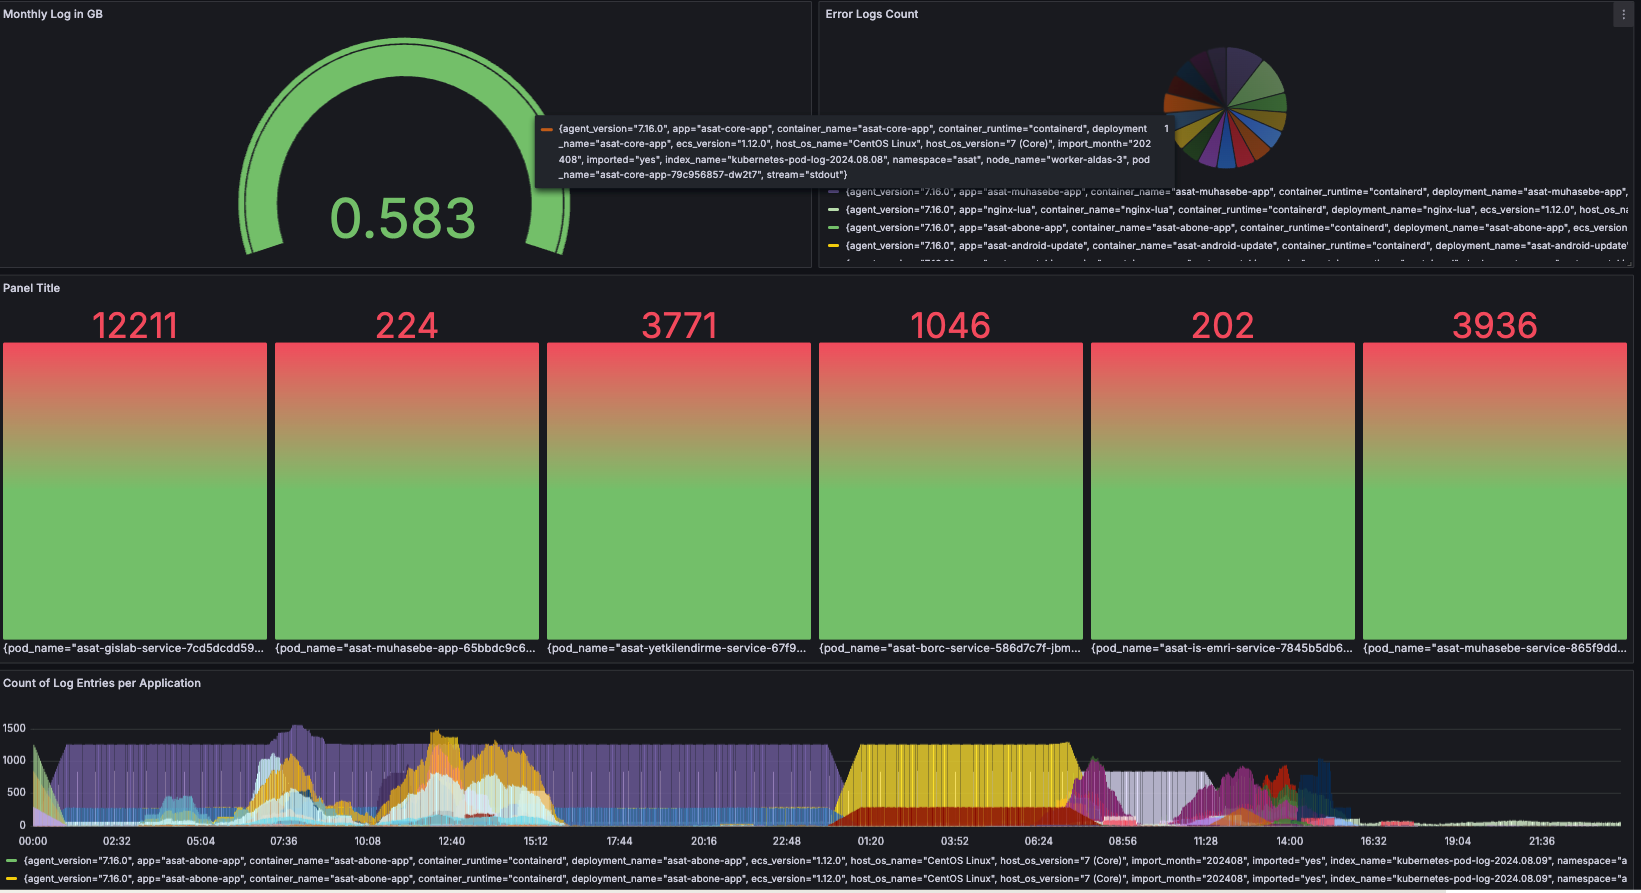 Monthly Log in GB
0.583
Error Logs Count
{agent_version="7.16.0", app="asat-core-app", container_name="asat-core-app", container_runtime="containerd", deployment 1
_name="asat-core-app", ecs_version="1.12.0", host_os_name="CentOS Linux", host_os_version="7 (Core)", import_month="202
408", imported="yes", index_name="kubernetes-pod-log-2024.08.08", namespace="asat", node_name="worker-aldas-3", pod
_name="asat-core-app-79c956857-dw2t7", stream="stdout"}
{agent_version="7.16.0", app="asat-muhasebe-app", container_name="asat-muhasebe-app", container_runtime="containerd", deployment_name="asat-muhasebe-app",
{agent_version="7.16.0", app="nginx-lua", container_name="nginx-lua", container_runtime="containerd", deployment_name="nginx-lua", ecs_version="1.12.0", host_os_na
{agent_version="7.16.0", app="asat-abone-app", container_name="asat-abone-app", container_runtime="containerd", deployment_name="asat-abone-app", ecs_version
{agent_version="7.16.0", app="asat-android-update", container_name="asat-android-update", container_runtime="containerd", deployment_name="asat-android-update"
Panel Title
12211 224 3771 1046 202 3936
{pod_name="asat-gislab-service-7cd5dcdd59... {pod_name="asat-muhasebe-app-65bbdc9c6... {pod_name="asat-yetkilendirme-service-67f9... {pod_name="asat-borc-service-586d7c7f-jbm... {pod_name="asat-is-emri-service-7845b5db6... {pod_name="asat-muhasebe-service-865f9dd...
Count of Log Entries per Application
1500
1000
500
0
00:00 02:32 05:04 07:36 10:08 12:40 15:12 17:44 20:16 22:48 01:20 03:52 06:24 08:56 11:28 14:00 16:32 19:04 21:36
{agent_version="7.16.0", app="asat-abone-app", container_name="asat-abone-app", container_runtime="containerd", deployment_name="asat-abone-app", ecs_version="1.12.0", host_os_name="CentOS Linux", host_os_version="7 (Core)", import_month="202408", imported="yes", index_name="kubernetes-pod-log-2024.08.09", namespace="a
{agent_version="7.16.0", app="asat-abone-app", container_name="asat-abone-app", container_runtime="containerd", deployment_name="asat-abone-app", ecs_version="1.12.0", host_os_name="CentOS Linux", host_os_version="7 (Core)", import_month="202408", imported="yes", index_name="kubernetes-pod-log-2024.08.09", namespace="a